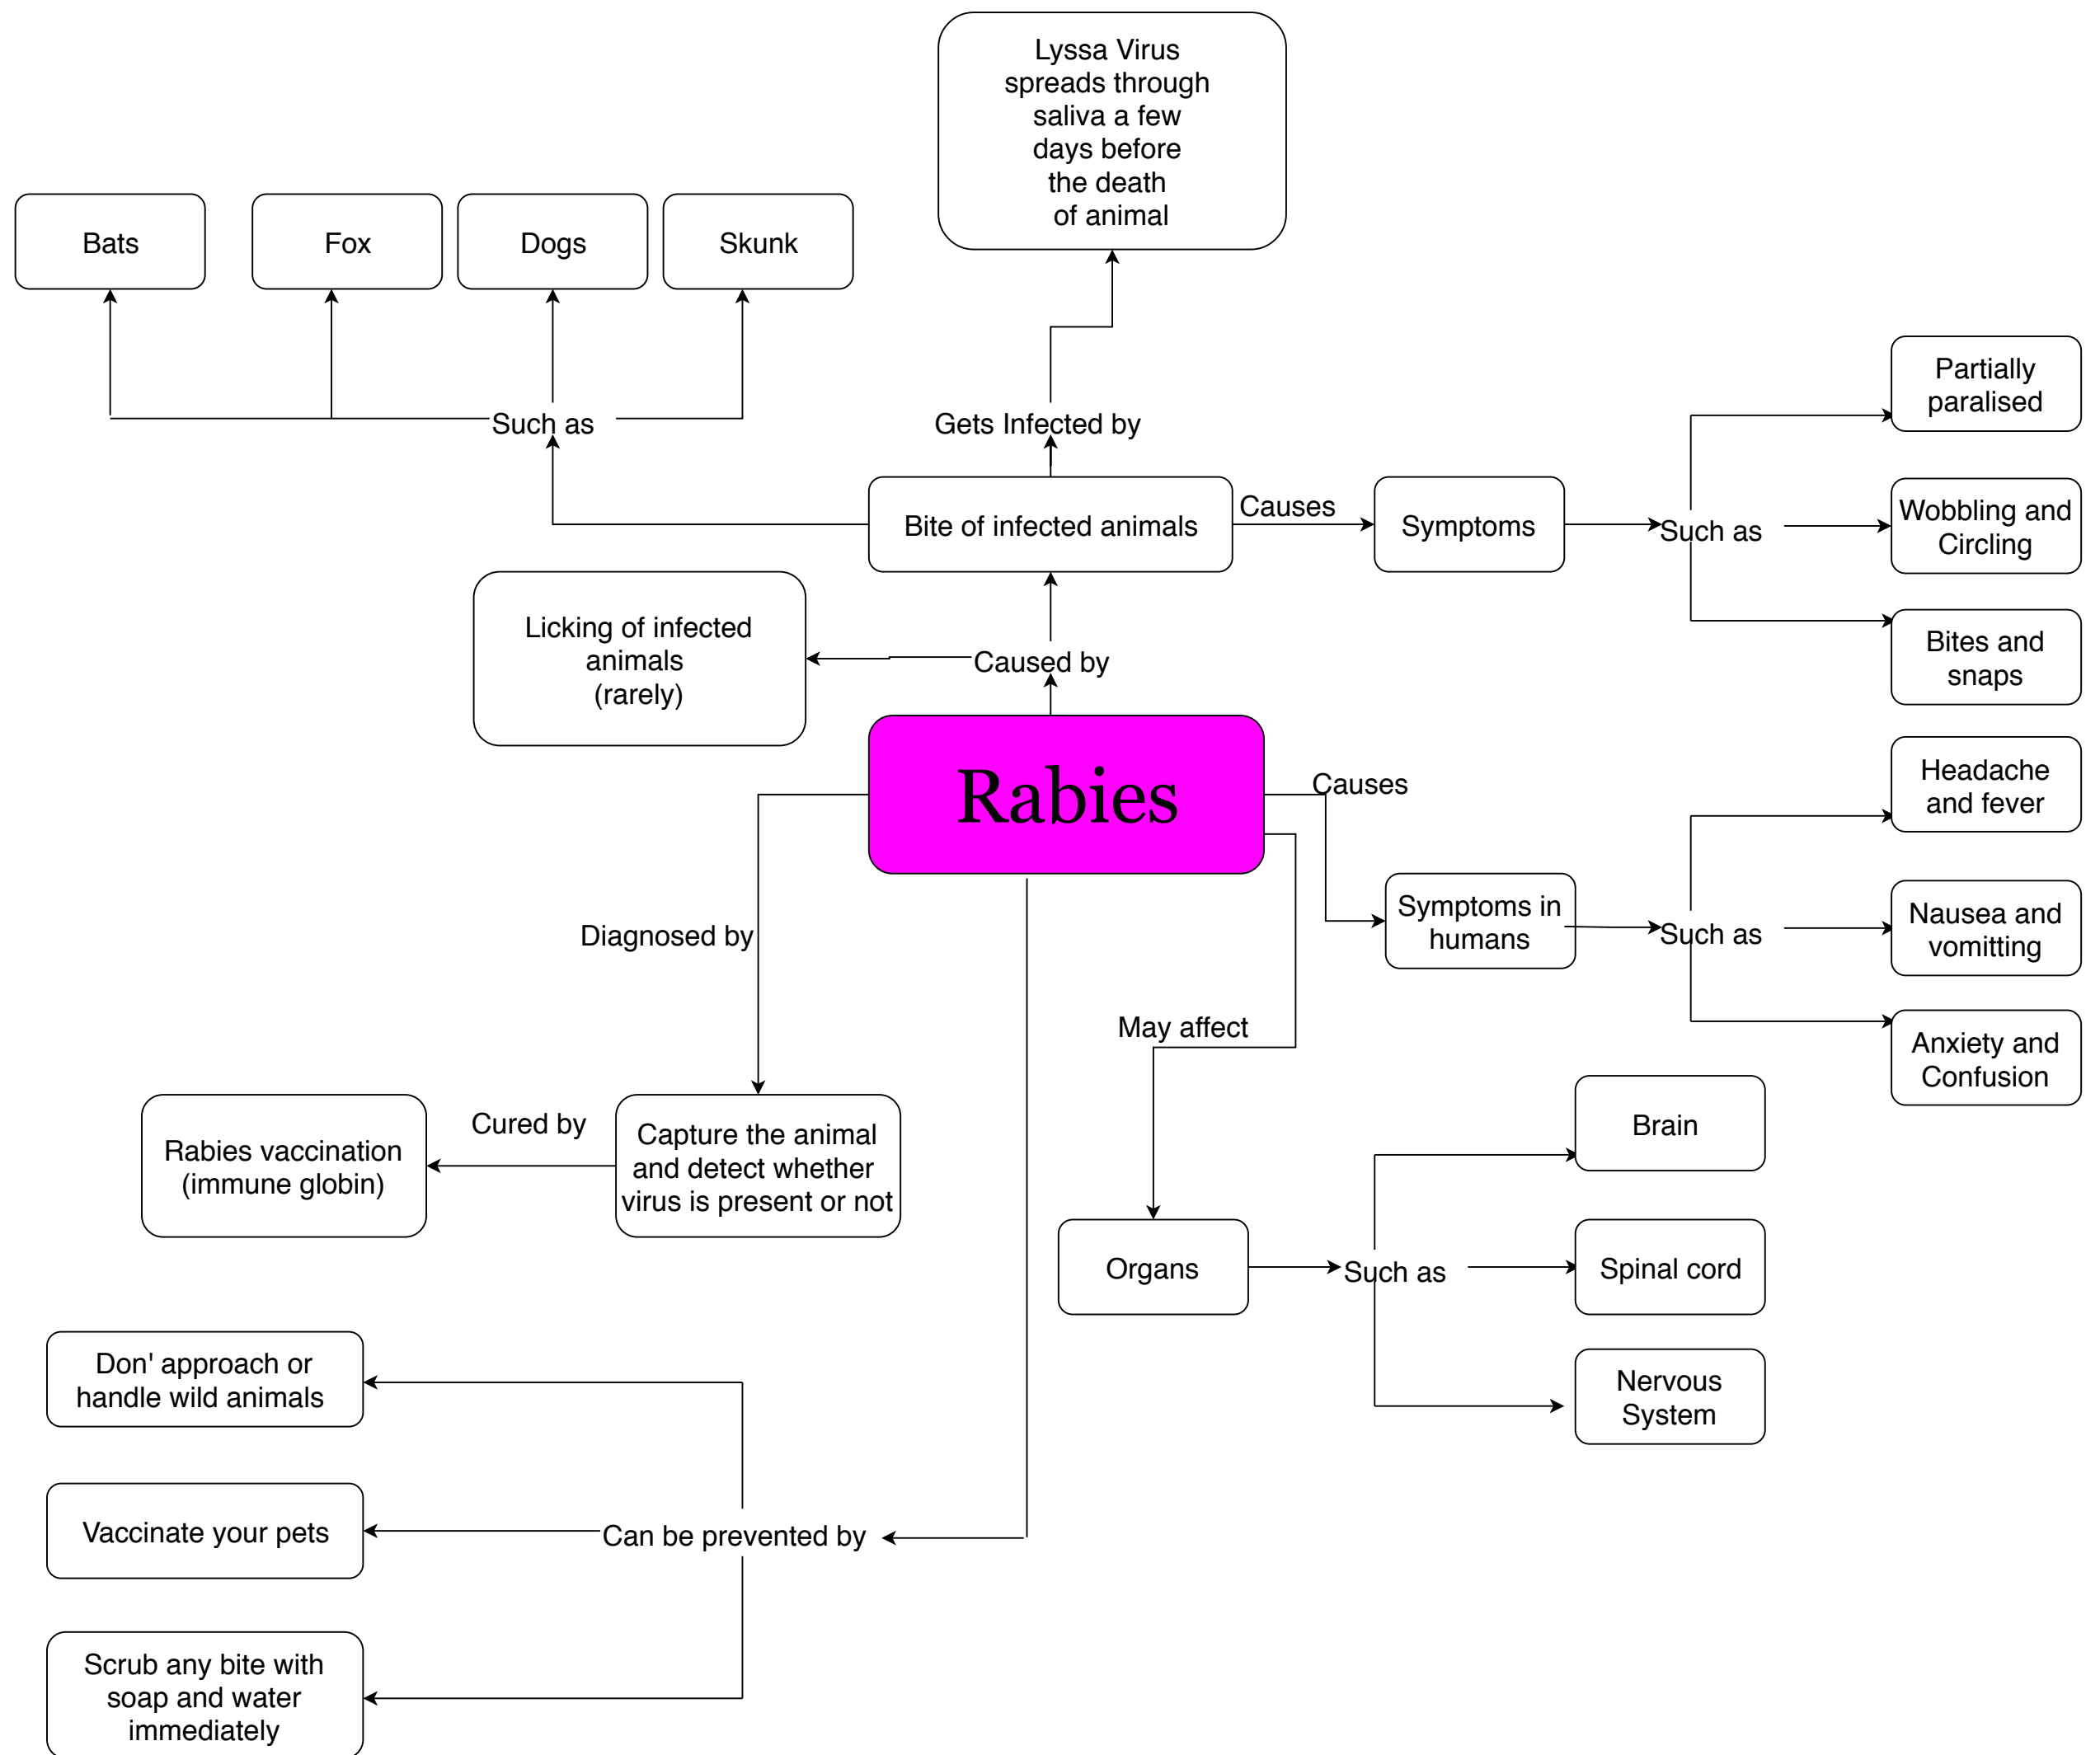 Lyssa Virus
spreads through
saliva a few
days before
the death
of animal
Bats
Fox
Dogs
Skunk
Such as
Gets Infected by
Partially
paralised
Bite of infected animals
Causes
Symptoms
Such as
Wobbling and
Circling
Bites and
snaps
Licking of infected
animals
(rarely)
Caused by
Rabies
Causes
Headache
and fever
Symptoms in
humans
Such as
Nausea and
vomitting
Anxiety and
Confusion
Diagnosed by
May affect
Rabies vaccination
(immune globin)
Cured by
Capture the animal
and detect whether
virus is present or not
Brain
Organs
Such as
Spinal cord
Nervous
System
Don' approach or
handle wild animals
Vaccinate your pets
Can be prevented by
Scrub any bite with
soap and water
immediately